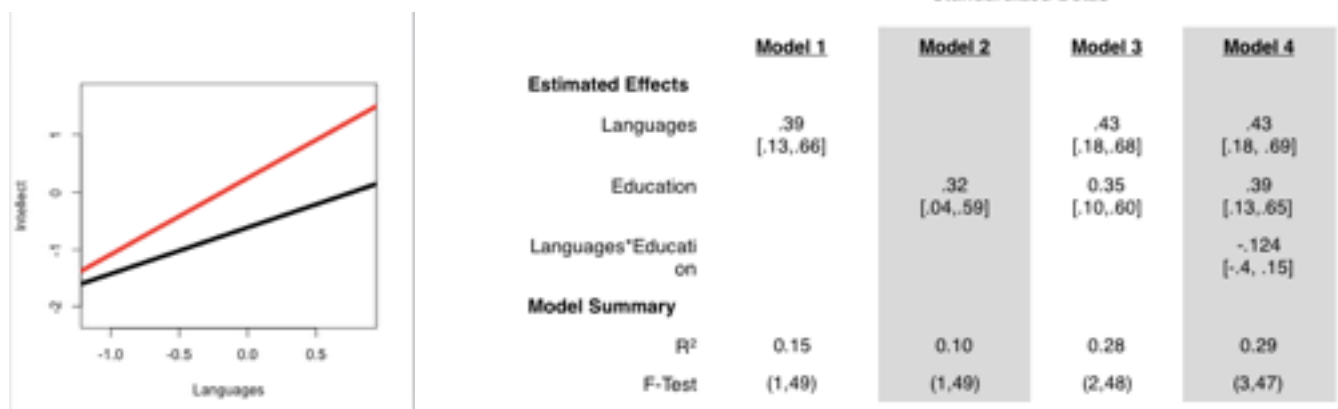 Model 1 Model 2 Model 3 Model 4
Estimated Effects
Languages .39 .43 .43
[.13,.66] [.18,.68] [.18, .69]
Education .32 0.35 .39
[.04,.59] [.10,.60] [.13,.65]
Languages*Educati -.124
on [-.4, .15]
Model Summary
R² 0.15 0.10 0.28 0.29
F-Test (1,49) (1,49) (2,48) (3,47)
Intellect
1
0
-1
-2
-1.0 -0.5 0.0 0.5
Languages